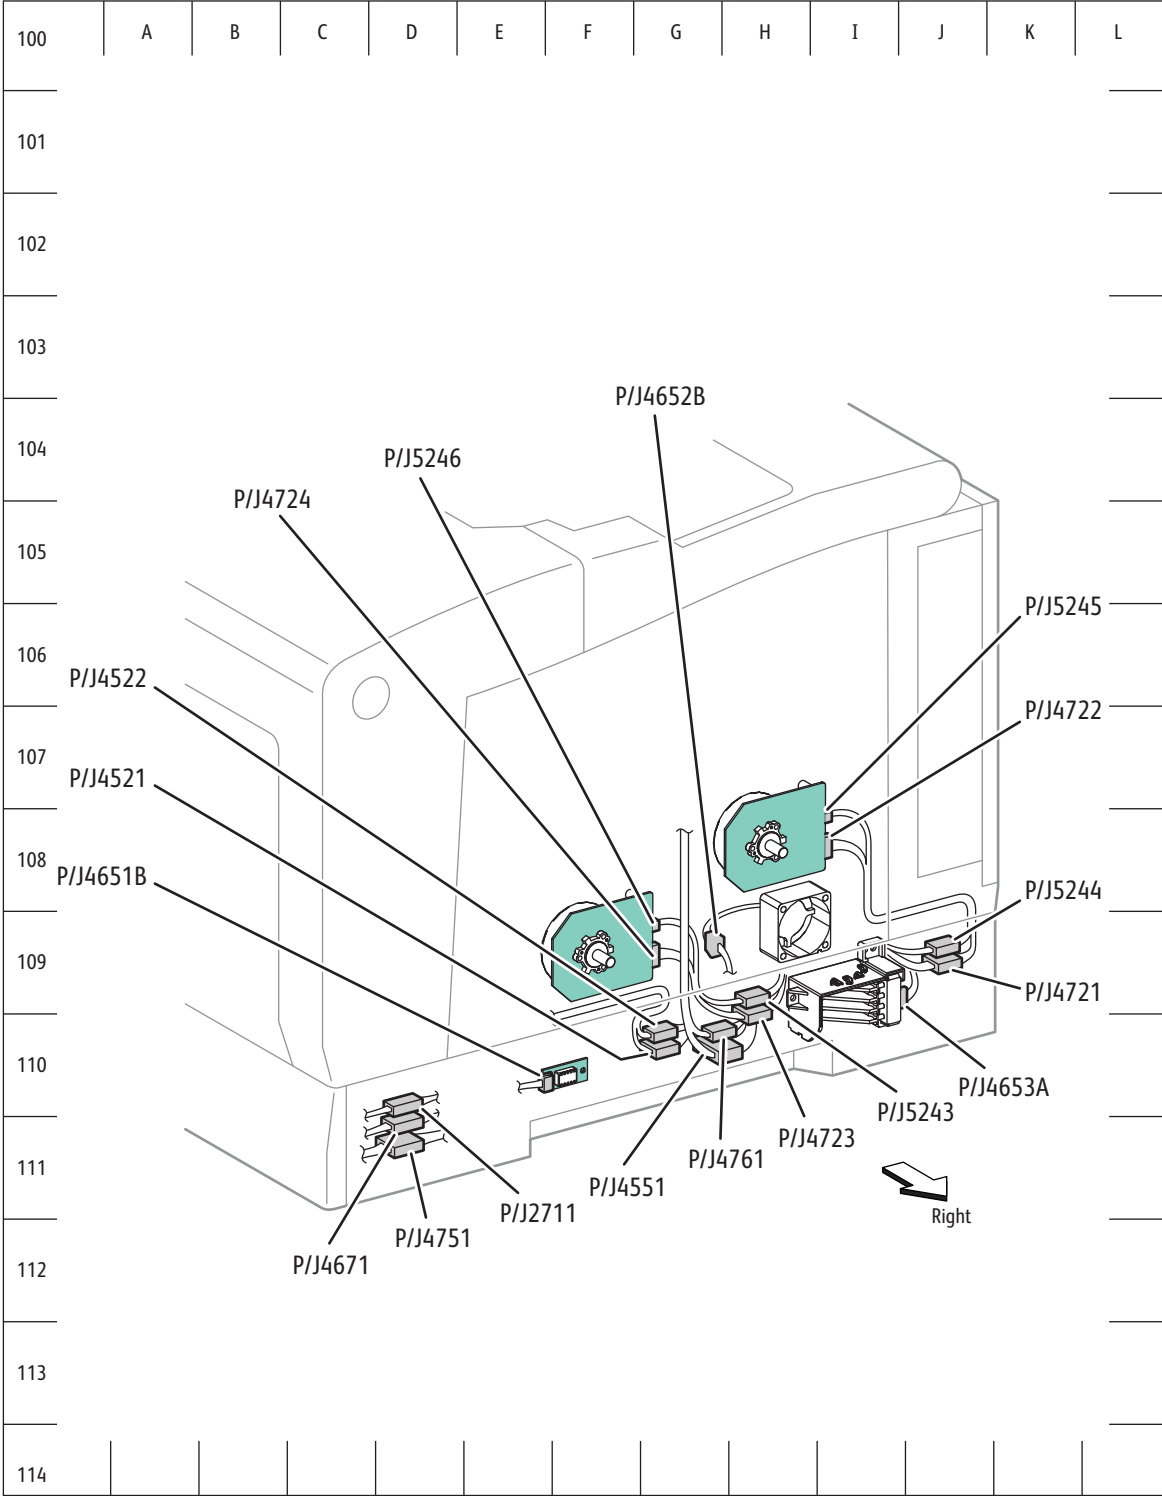 100 A B C D E F G H I J K L
101
102
103
P/J4652B
104
P/J5246
P/J4724
105
P/J5245
106
P/J4522
P/J4722
107
P/J4521
108
P/J4651B
P/J5244
109
P/J4721
110
P/J4653A
P/J5243
P/J4723
P/J4761
111
P/J4551
P/J2711
Right
P/J4751
P/J4671
112
113
114